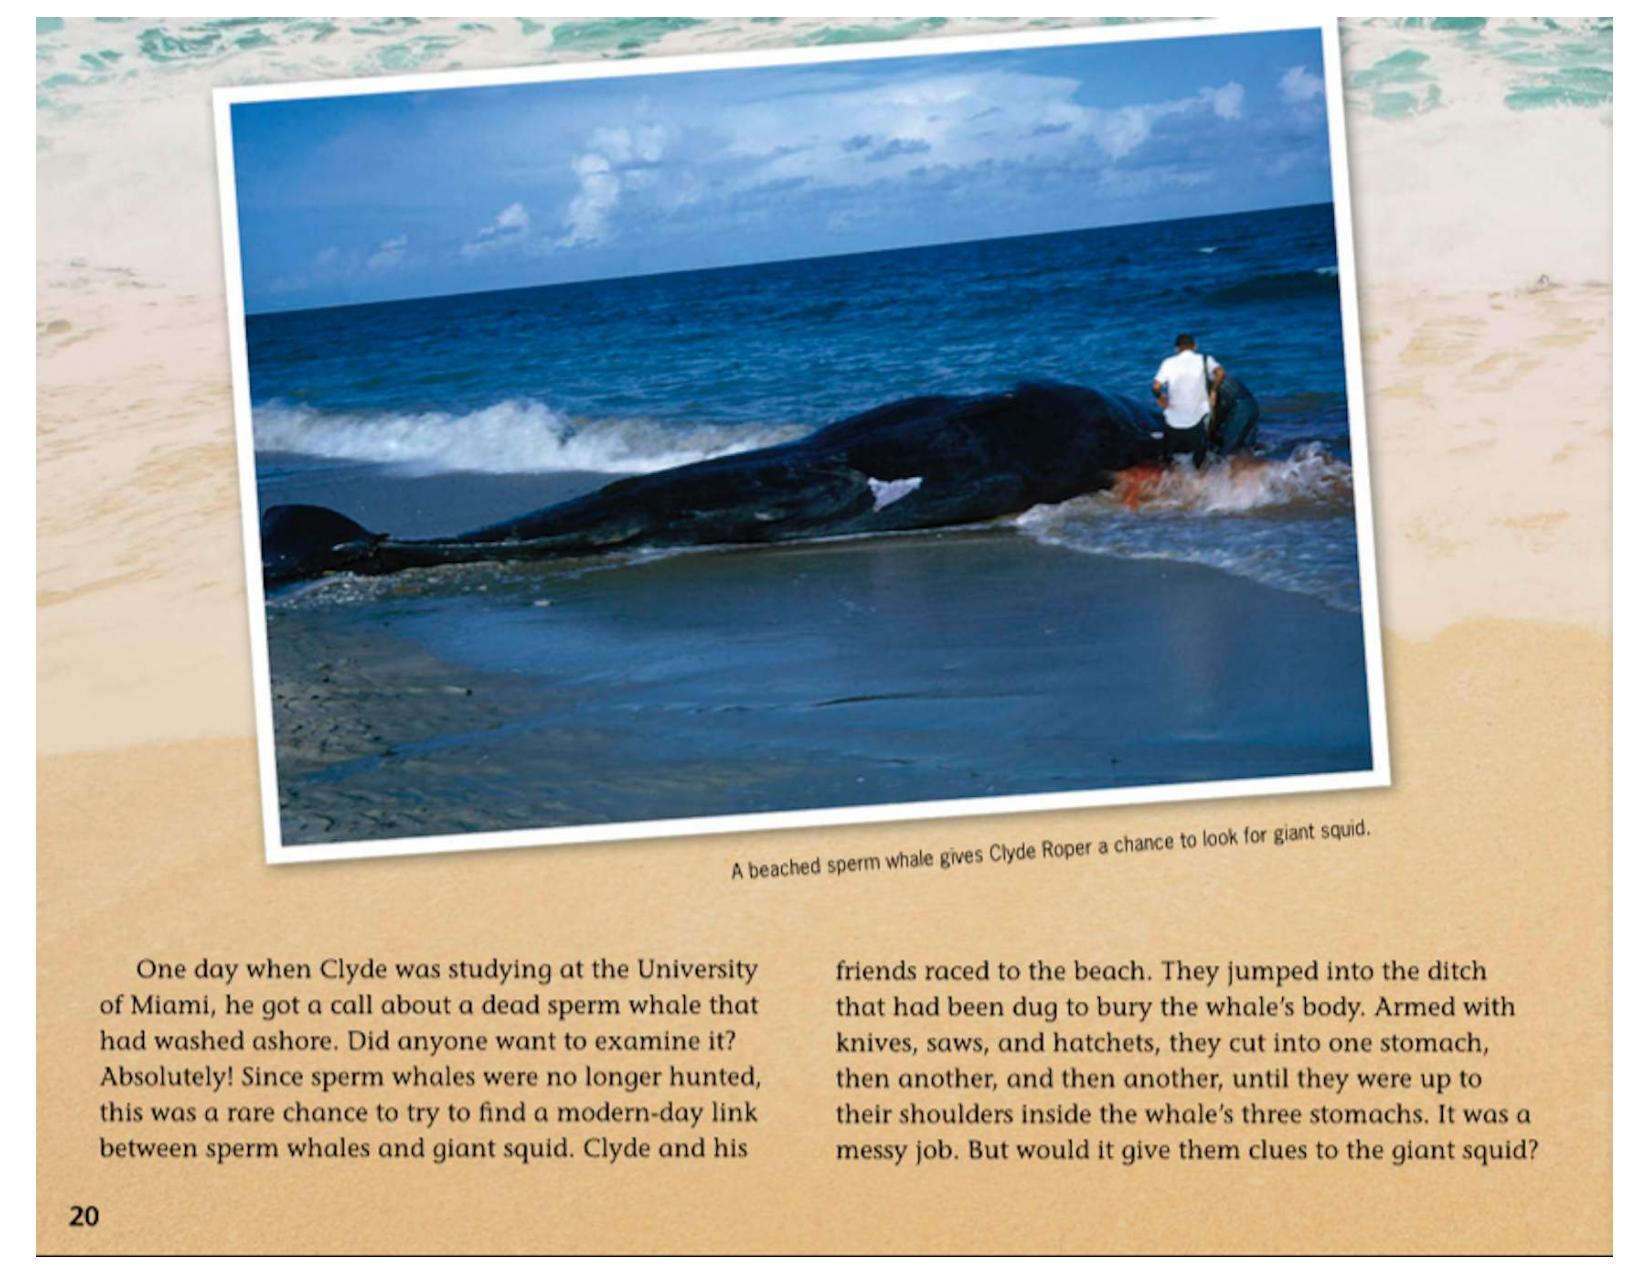 A beached sperm whale gives Clyde Roper a chance to look for giant squid.
One day when Clyde was studying at the University
of Miami, he got a call about a dead sperm whale that
had washed ashore. Did anyone want to examine it?
Absolutely! Since sperm whales were no longer hunted,
this was a rare chance to try to find a modern-day link
between sperm whales and giant squid. Clyde and his
friends raced to the beach. They jumped into the ditch
that had been dug to bury the whale's body. Armed with
knives, saws, and hatchets, they cut into one stomach,
then another, and then another, until they were up to
their shoulders inside the whale's three stomachs. It was a
messy job. But would it give them clues to the giant squid?
20